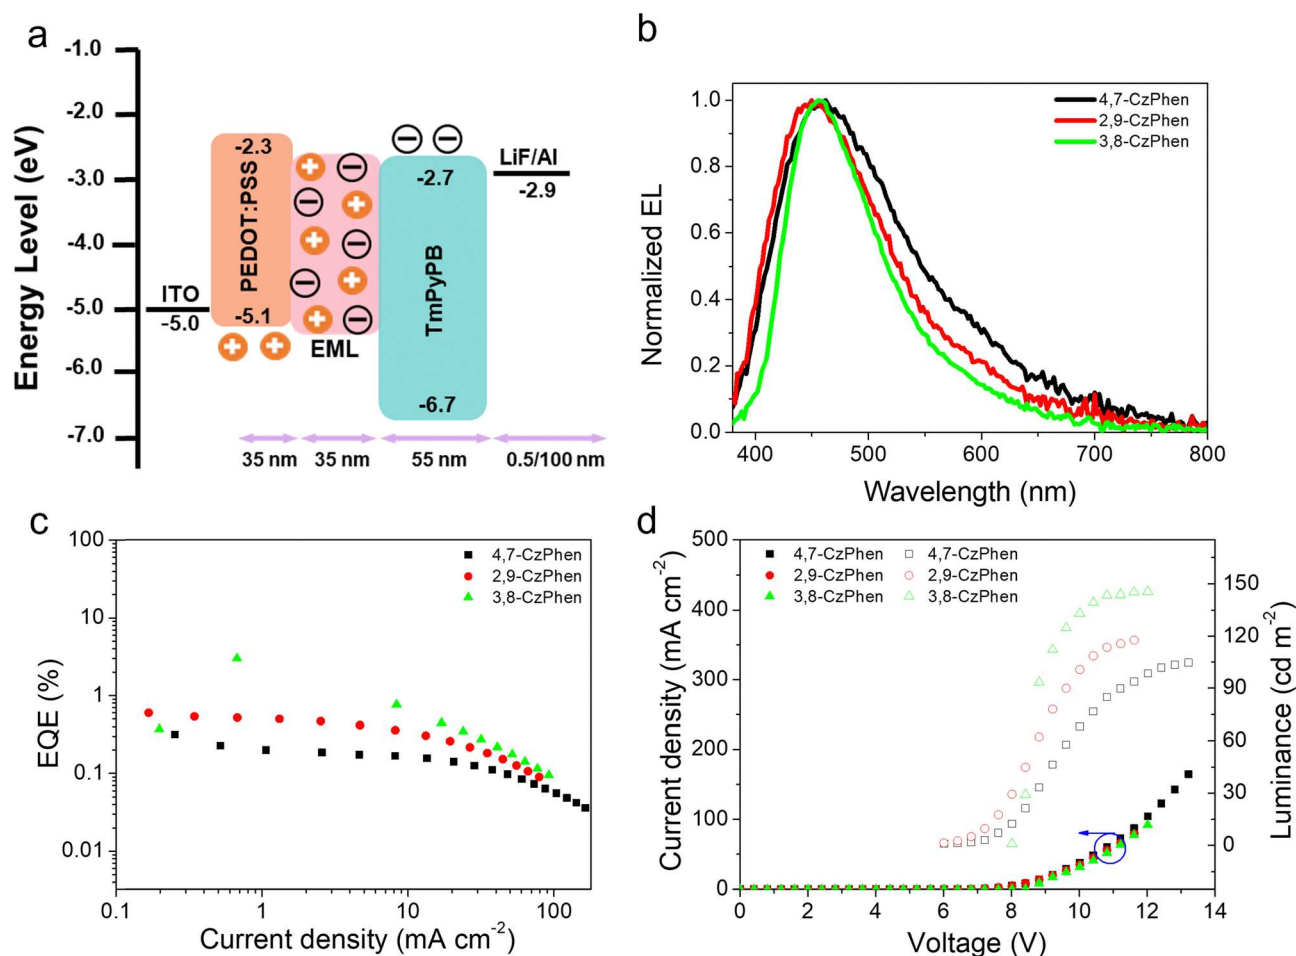 a
Energy Level (eV)
-1.0
-2.0
-3.0
-4.0
-5.0
-6.0
-7.0
ITO
-5.0
-2.3
PEDOT:PSS
-5.1
EML
-2.7
TmPyPB
-6.7
LiF/Al
-2.9
35 nm
35 nm
55 nm
0.5/100 nm
b
Normalized EL
1.0
0.8
0.6
0.4
0.2
0.0
4,7-CzPhen
2,9-CzPhen
3,8-CzPhen
400 500 600 700 800
Wavelength (nm)
c
EQE (%)
100
10
1
0.1
0.01
4,7-CzPhen
2,9-CzPhen
3,8-CzPhen
0.1 1 10 100
Current density (mA cm⁻²)
d
Current density (mA cm⁻²)
500
400
300
200
100
0
4,7-CzPhen 4,7-CzPhen
2,9-CzPhen 2,9-CzPhen
3,8-CzPhen 3,8-CzPhen
150
120
90
60
30
0
Luminance (cd m⁻²)
0 2 4 6 8 10 12 14
Voltage (V)